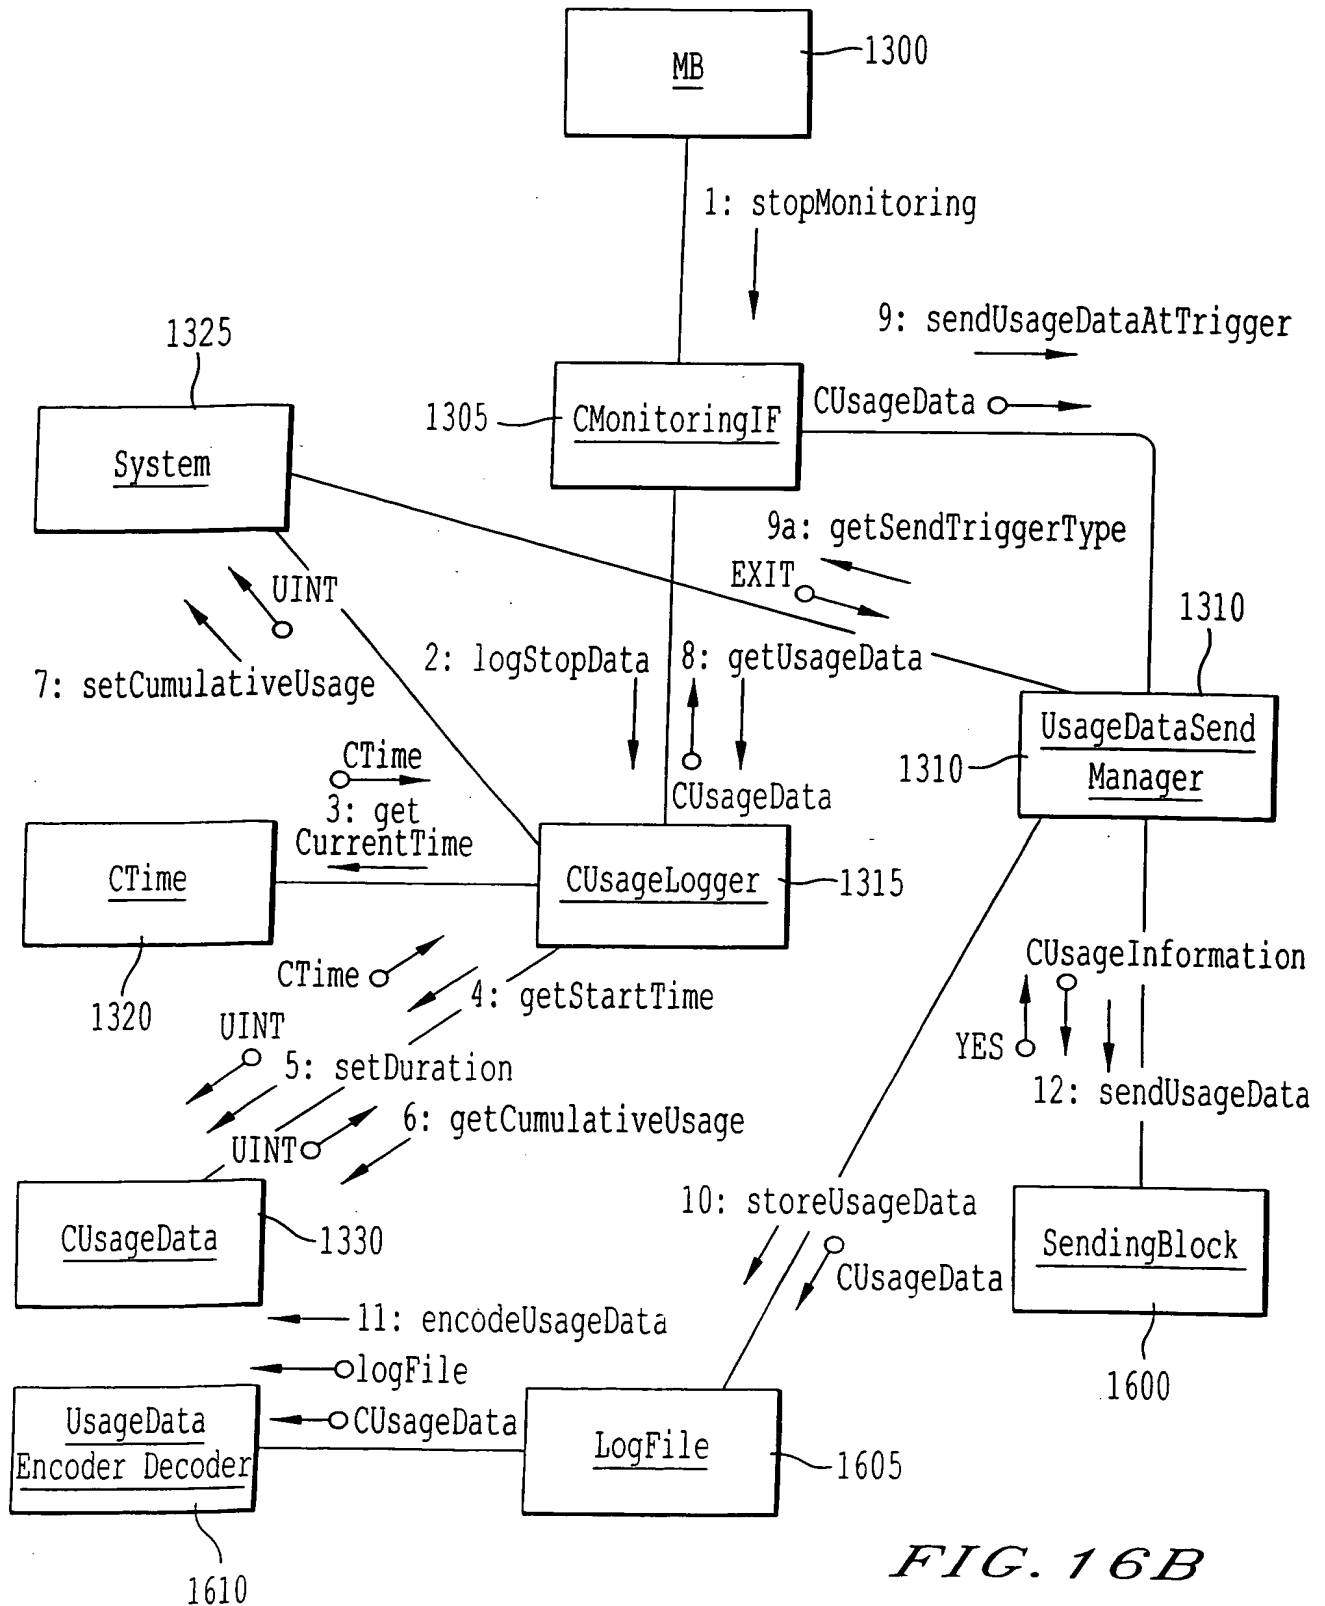 MB
1300
1: stopMonitoring
9: sendUsageDataAtTrigger
1325
CUsageData
1305
CMonitoringIF
System
9a: getSendTriggerType
EXIT
UINT
1310
2: logStopData
8: getUsageData
7: setCumulativeUsage
UsageDataSend
Manager
1310
CTime
3: get
CurrentTime
CUsageData
CTime
CUsageLogger
1315
CUsageInformation
CTime
4: getStartTime
1320
UINT
YES
5: setDuration
12: sendUsageData
6: getCumulativeUsage
UINT
10: storeUsageData
CUsageData
1330
SendingBlock
CUsageData
11: encodeUsageData
logFile
1600
UsageData
Encoder Decoder
CUsageData
LogFile
1605
1610
FIG. 16B